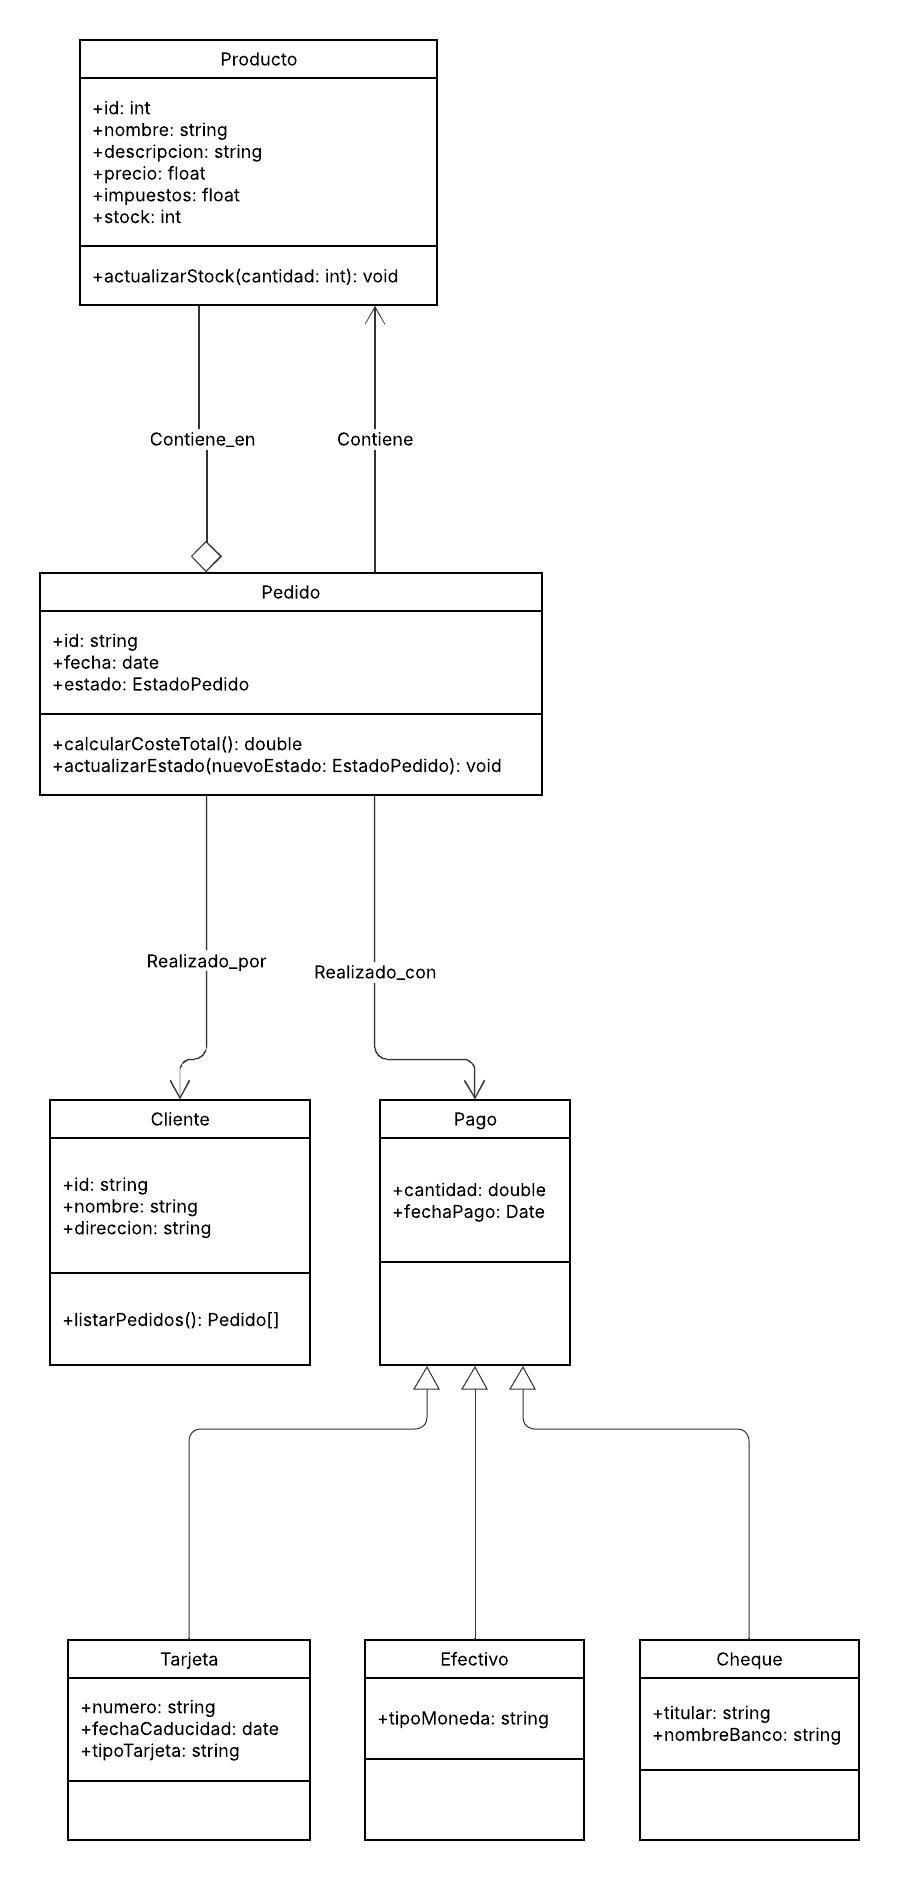 Producto
+id: int
+nombre: string
+descripcion: string
+precio: float
+impuestos: float
+stock: int
+actualizarStock(cantidad: int): void
Contiene_en
Contiene
Pedido
+id: string
+fecha: date
+estado: EstadoPedido
+calcularCosteTotal(): double
+actualizarEstado(nuevoEstado: EstadoPedido): void
Realizado_por
Realizado_con
Cliente
+id: string
+nombre: string
+direccion: string
+listarPedidos(): Pedido[]
Pago
+cantidad: double
+fechaPago: Date
Tarjeta
+numero: string
+fechaCaducidad: date
+tipoTarjeta: string
Efectivo
+tipoMoneda: string
Cheque
+titular: string
+nombreBanco: string